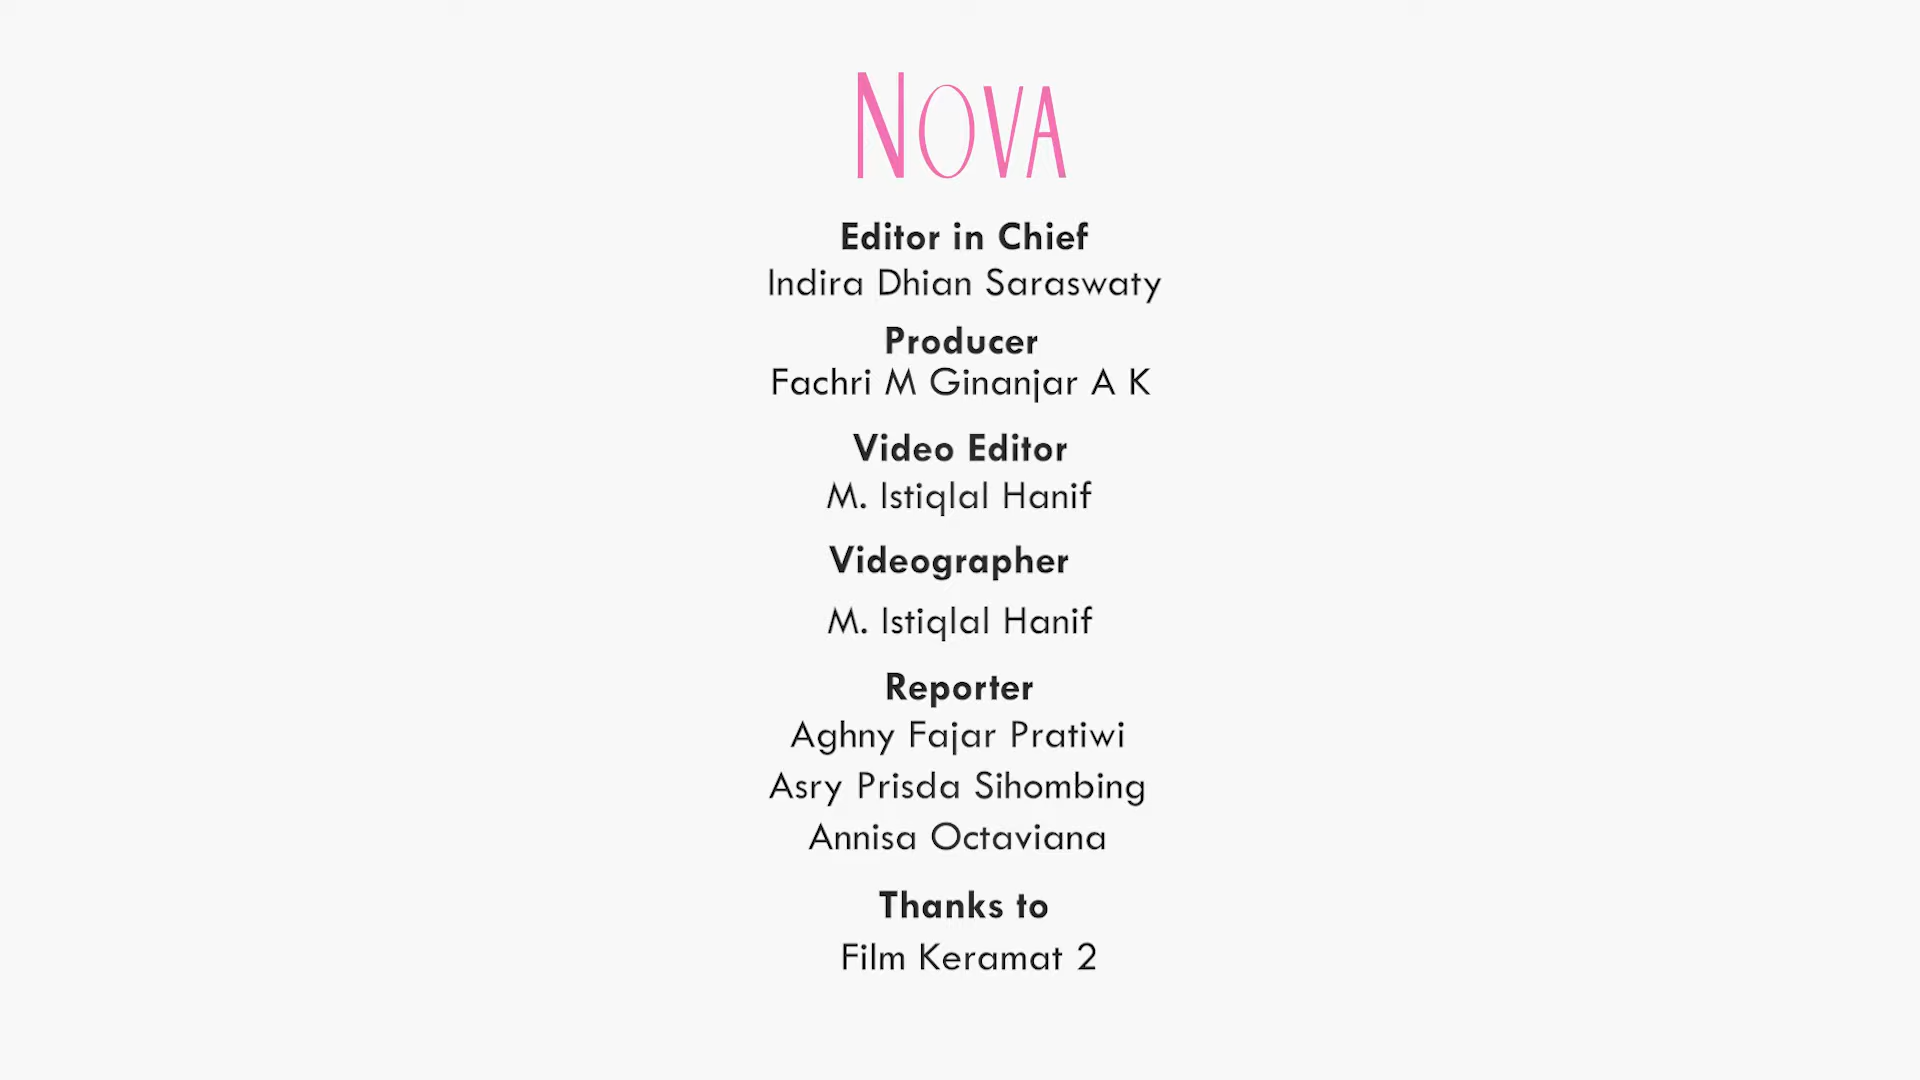 NOVA
Editor in Chief
Indira Dhian Saraswaty
Producer
Fachri M Ginanjar A K
Video Editor
M. Istiqlal Hanif
Videographer
M. Istiqlal Hanif
Reporter
Aghny Fajar Pratiwi
Asry Prisda Sihombing
Annisa Octaviana
Thanks to
Film Keramat 2